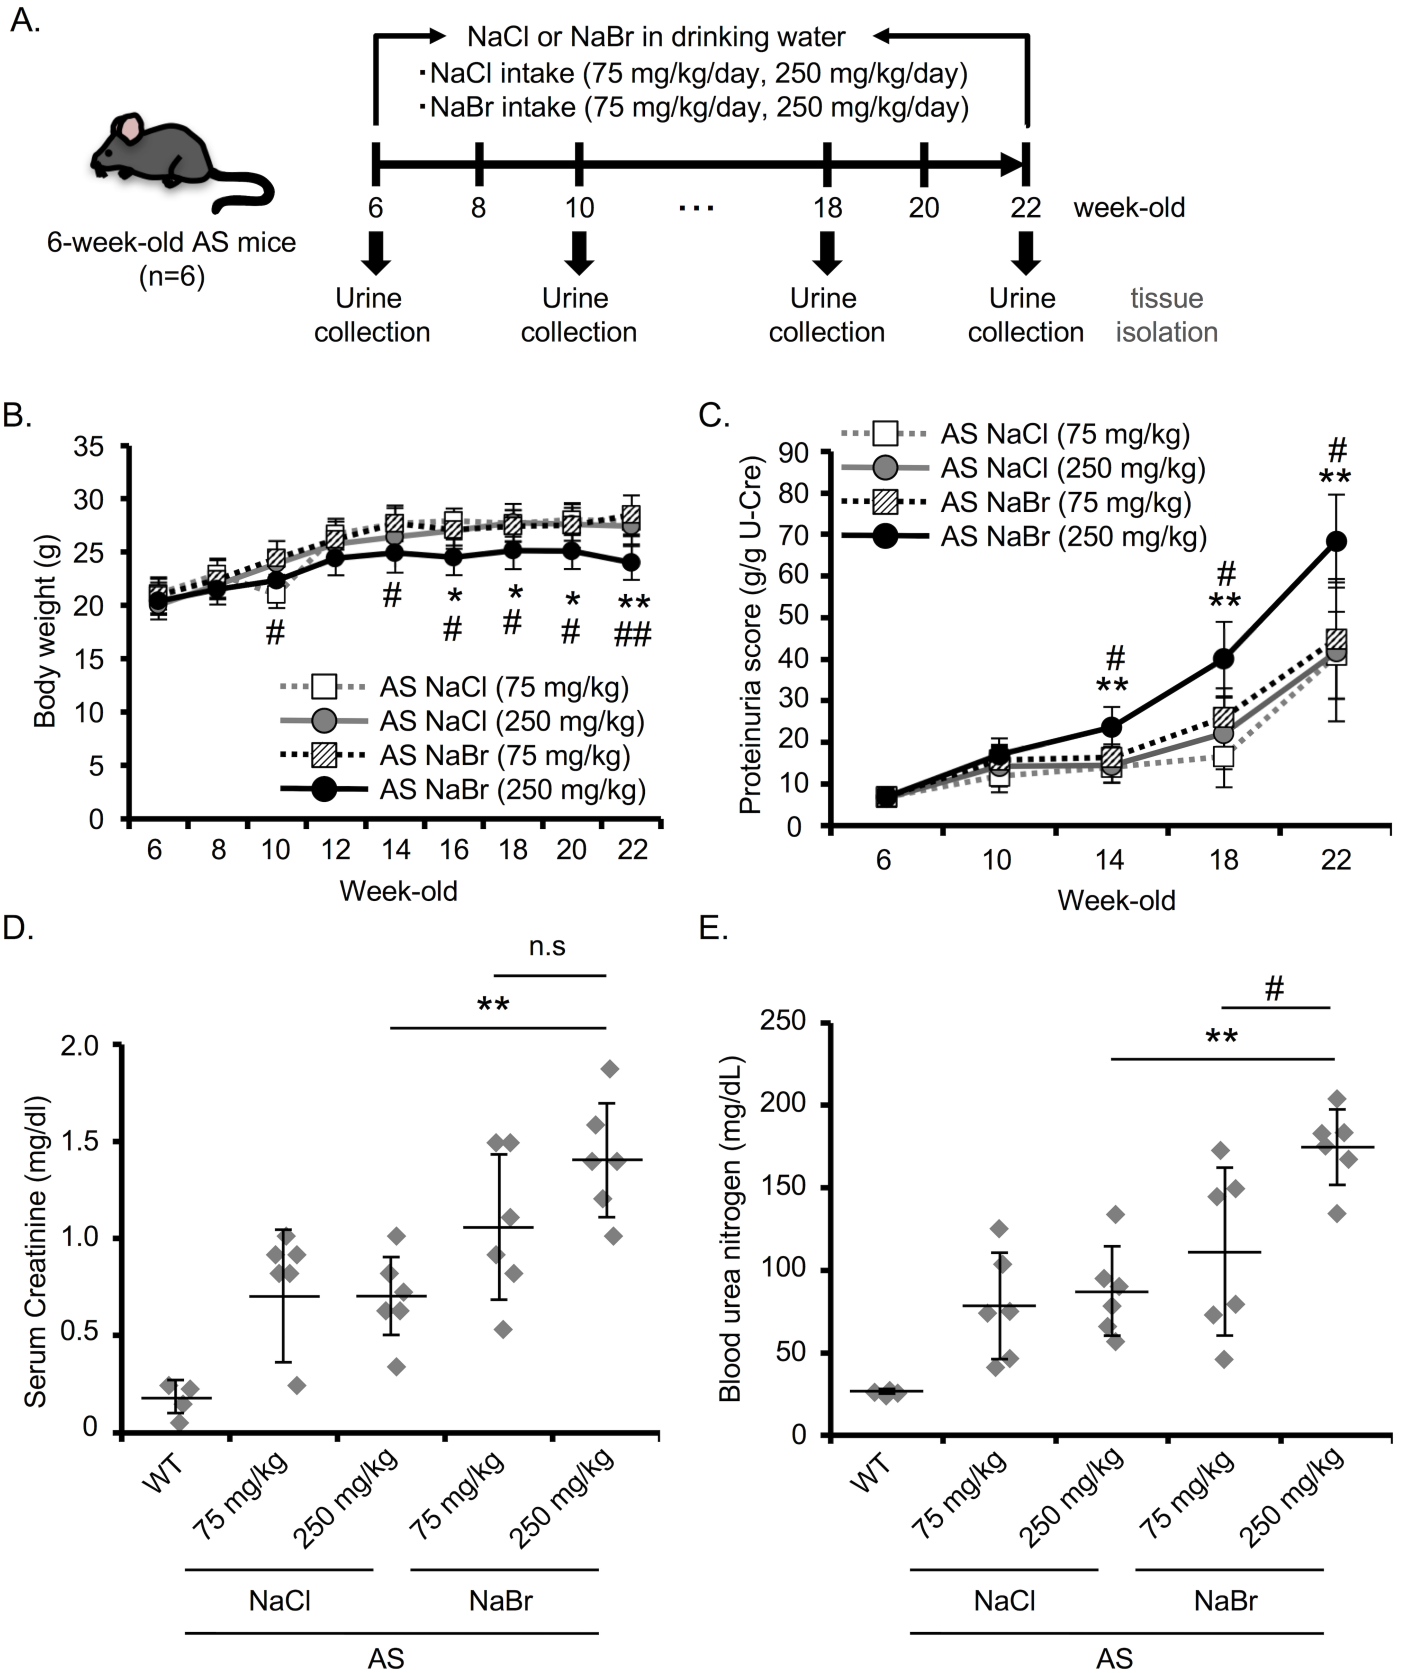 A.
NaCl or NaBr in drinking water
・NaCl intake (75 mg/kg/day, 250 mg/kg/day)
・NaBr intake (75 mg/kg/day, 250 mg/kg/day)
6 8 10 ... 18 20 22 week-old
6-week-old AS mice
(n=6)
Urine collection
Urine collection
Urine collection
Urine collection
tissue isolation
B.
Body weight (g)
35
30
25
20
15
10
5
0
#
#
*
#
*
#
*
#
**
##
AS NaCl (75 mg/kg)
AS NaCl (250 mg/kg)
AS NaBr (75 mg/kg)
AS NaBr (250 mg/kg)
6 8 10 12 14 16 18 20 22
Week-old
C.
AS NaCl (75 mg/kg)
AS NaCl (250 mg/kg)
AS NaBr (75 mg/kg)
AS NaBr (250 mg/kg)
Proteinuria score (g/g U-Cre)
90
80
70
60
50
40
30
20
10
0
#
**
#
**
#
**
6 10 14 18 22
Week-old
D.
n.s
**
Serum Creatinine (mg/dl)
2.0
1.5
1.0
0.5
0
WT
75 mg/kg
250 mg/kg
75 mg/kg
250 mg/kg
NaCl NaBr
AS
E.
#
**
Blood urea nitrogen (mg/dL)
250
200
150
100
50
0
WT
75 mg/kg
250 mg/kg
75 mg/kg
250 mg/kg
NaCl NaBr
AS